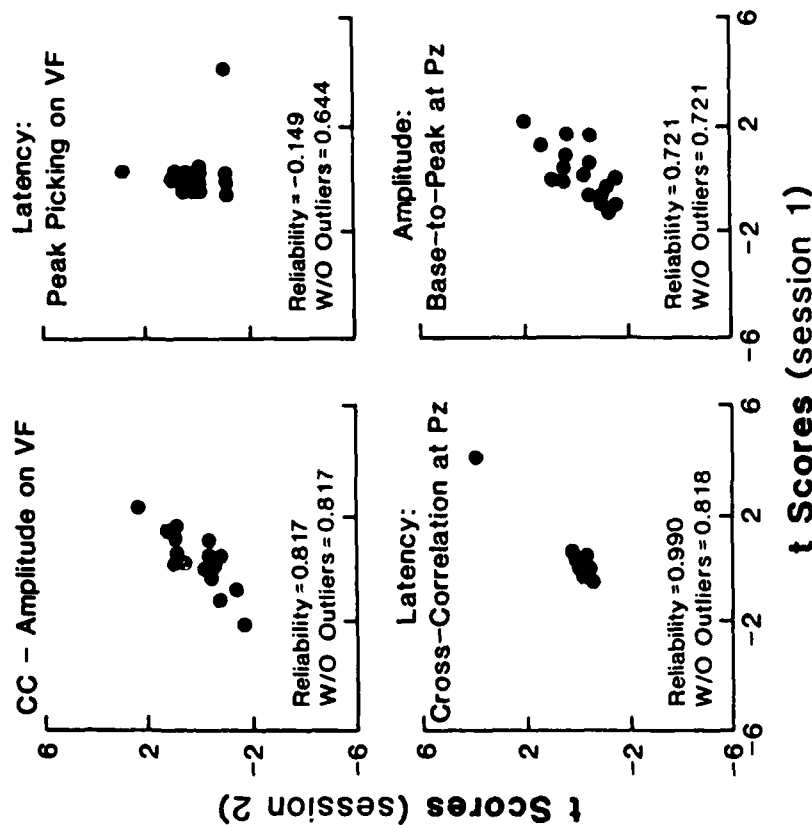 CC - Amplitude on VF
6
2
-2
Reliability = 0.817
W/O Outliers = 0.817
Latency:
Peak Picking on VF
Reliability = -0.149
W/O Outliers = 0.644
Latency:
Cross-Correlation at Pz
6
2
-2
Reliability = 0.990
W/O Outliers = 0.818
-6 -2 2 6
Amplitude:
Base-to-Peak at Pz
Reliability = 0.721
W/O Outliers = 0.721
-6 -2 2 6
t Scores (session 2)
t Scores (session 1)